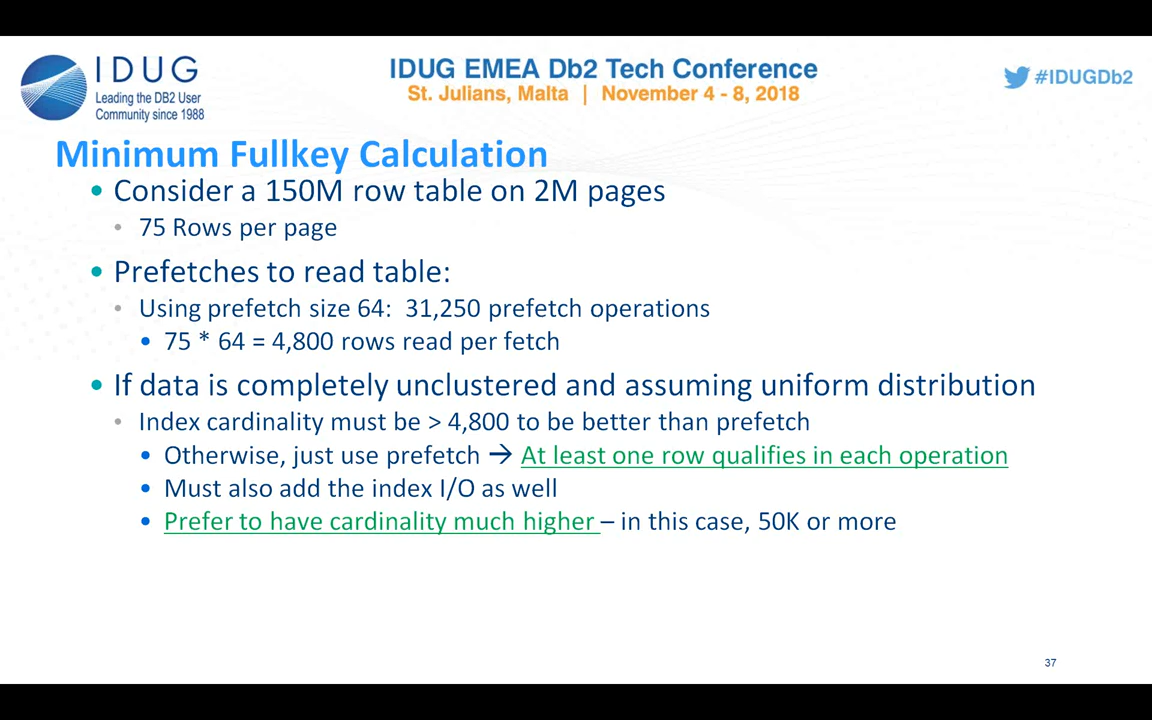 IDUG
Leading the DB2 User
Community since 1988
IDUG EMEA Db2 Tech Conference
St. Julians, Malta | November 4 - 8, 2018
#IDUGDb2
Minimum Fullkey Calculation
• Consider a 150M row table on 2M pages
• 75 Rows per page
• Prefetches to read table:
• Using prefetch size 64: 31,250 prefetch operations
• 75 * 64 = 4,800 rows read per fetch
• If data is completely unclustered and assuming uniform distribution
• Index cardinality must be > 4,800 to be better than prefetch
• Otherwise, just use prefetch → At least one row qualifies in each operation
• Must also add the index I/O as well
• Prefer to have cardinality much higher – in this case, 50K or more
37